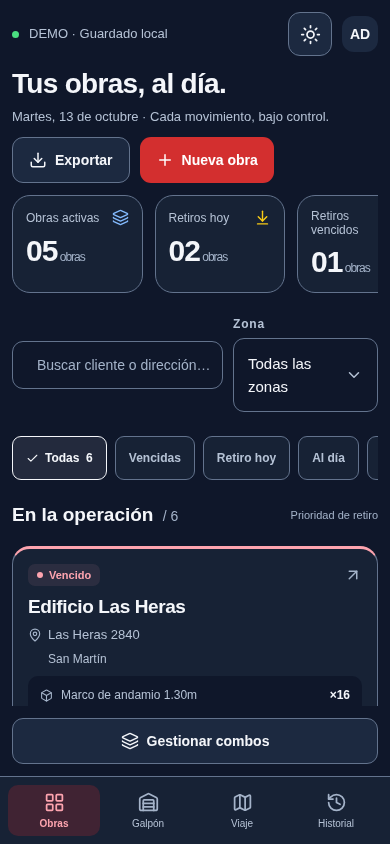 DEMO · Guardado local
AD
Tus obras, al día.
Martes, 13 de octubre · Cada movimiento, bajo control.
Exportar
Nueva obra
Obras activas
05 obras
Retiros hoy
02 obras
Retiros
vencidos
01 obras
Zona
Buscar cliente o dirección…
Todas las
zonas
Todas 6
Vencidas
Retiro hoy
Al día
En la operación / 6
Prioridad de retiro
Vencido
Edificio Las Heras
Las Heras 2840
San Martín
Marco de andamio 1.30m
×16
Gestionar combos
Obras
Galpón
Viaje
Historial